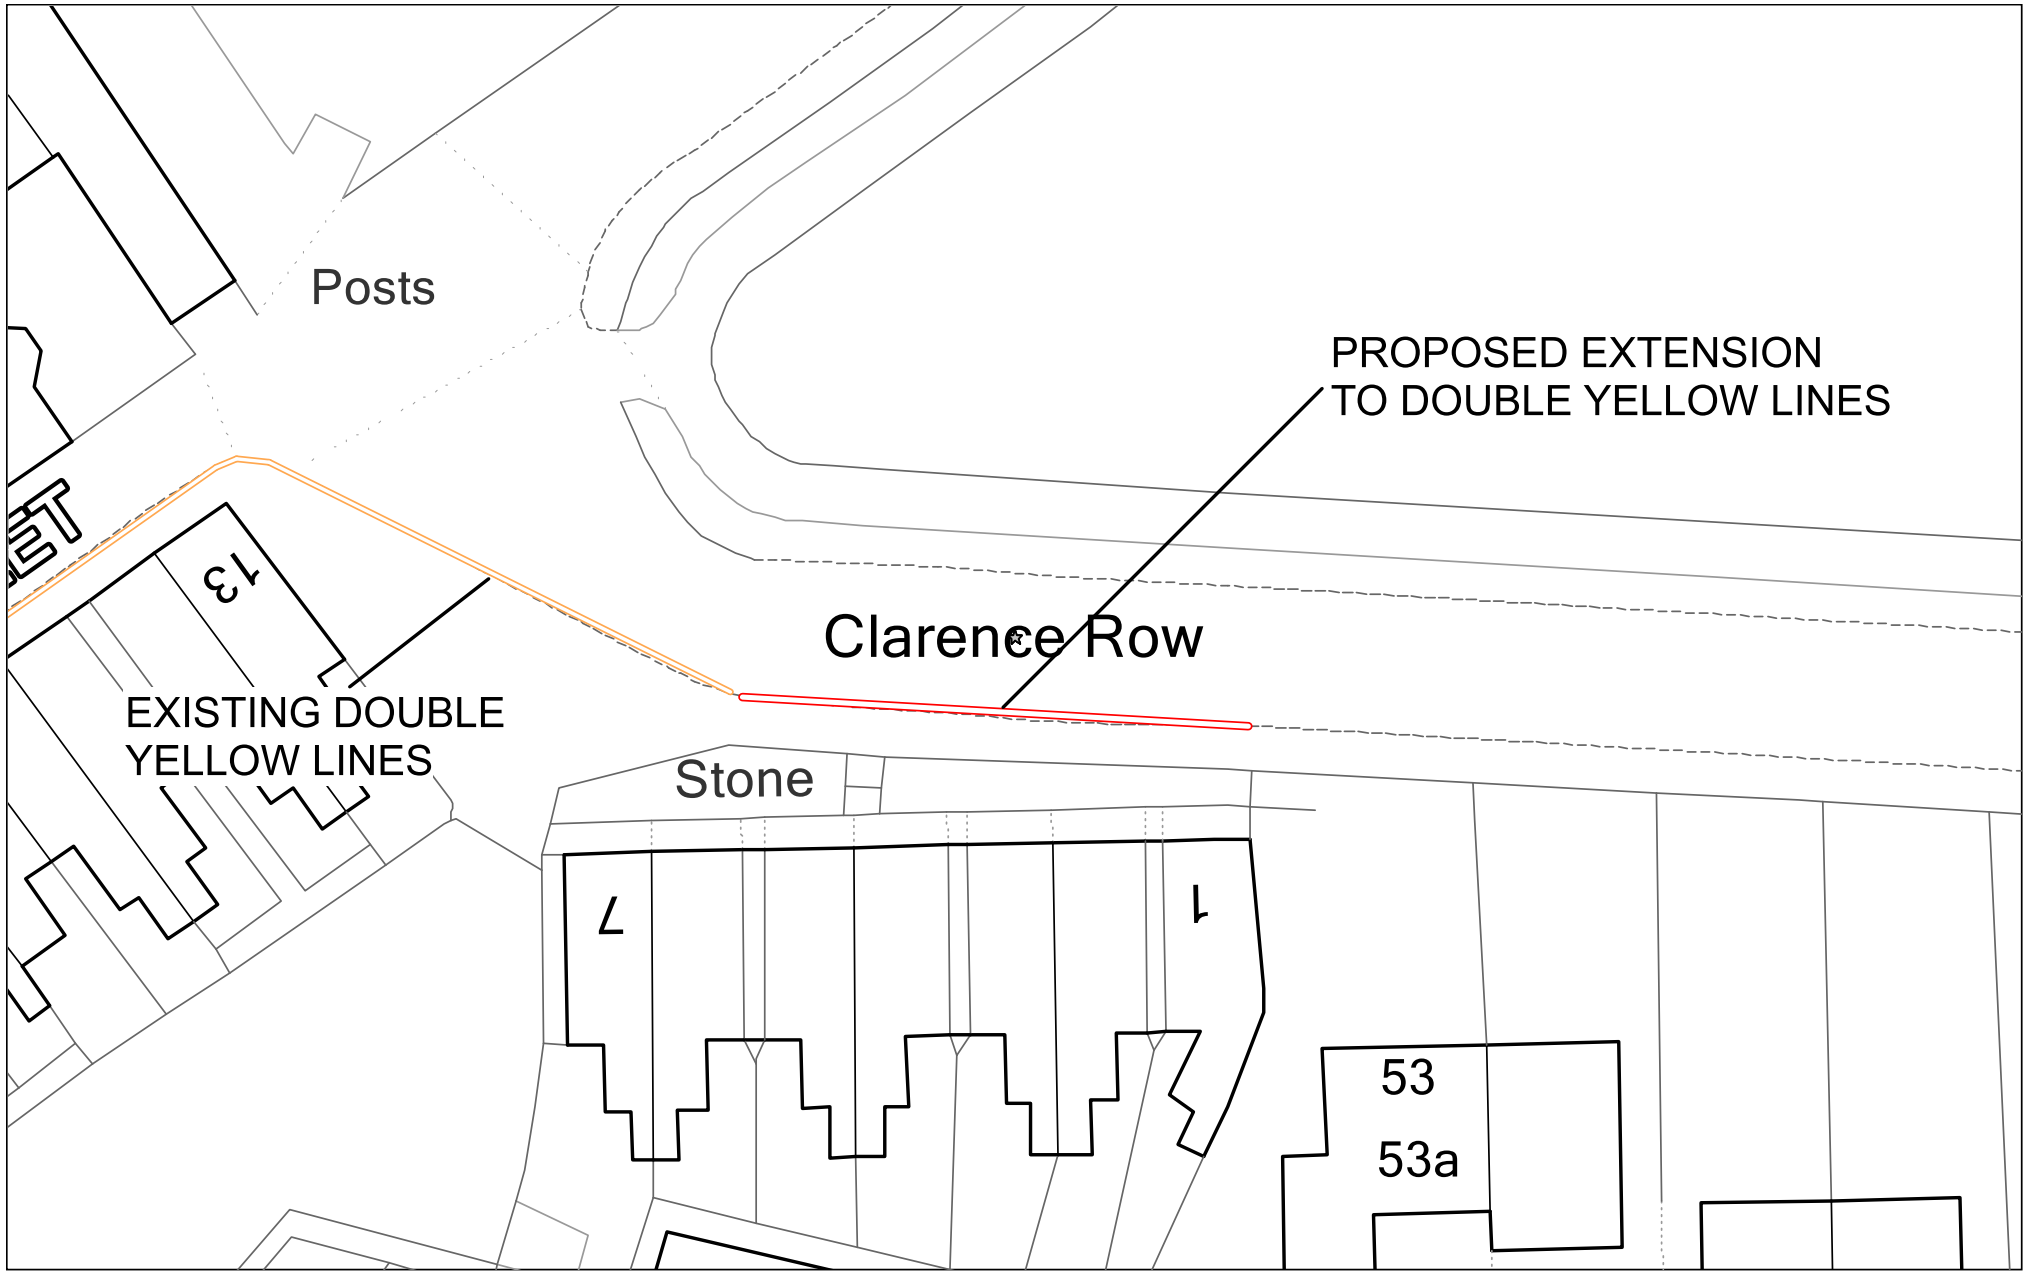 Posts
PROPOSED EXTENSION
TO DOUBLE YELLOW LINES
EET
13
Clarence Row
EXISTING DOUBLE
YELLOW LINES
Stone
7
1
53
53a